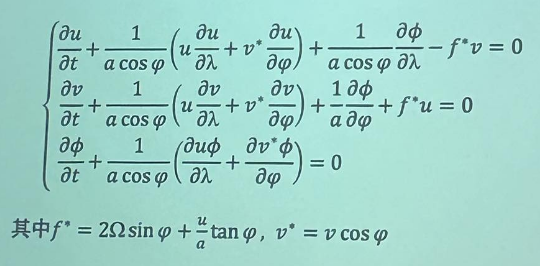 ∂u/∂t + 1/(a cos φ) (u ∂u/∂λ + v* ∂u/∂φ) + 1/(a cos φ) ∂ϕ/∂λ − f*v = 0
∂v/∂t + 1/(a cos φ) (u ∂v/∂λ + v* ∂v/∂φ) + 1/a ∂ϕ/∂φ + f*u = 0
∂ϕ/∂t + 1/(a cos φ) (∂uϕ/∂λ + ∂v*ϕ/∂φ) = 0
其中f* = 2Ω sin φ + u/a tan φ, v* = v cos φ